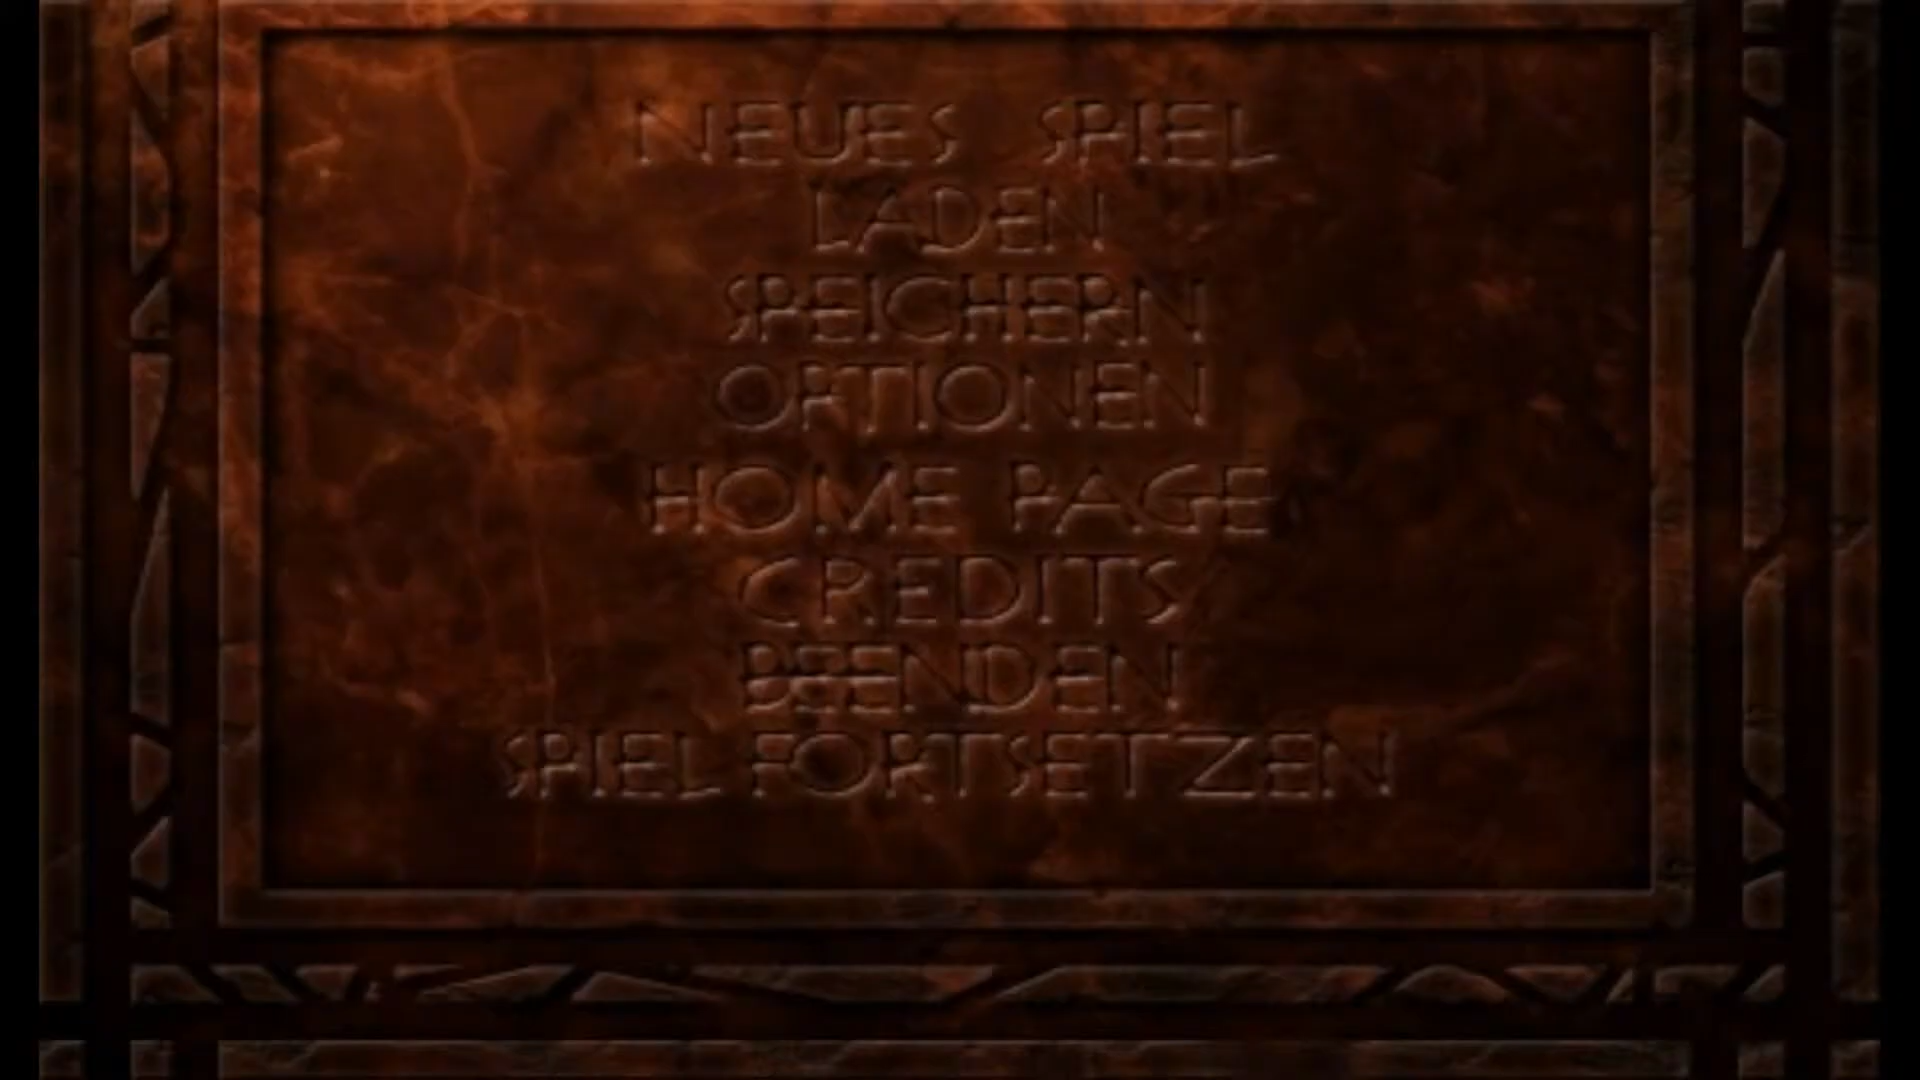 NEUES SPIEL
LADEN
SPEICHERN
OPTIONEN
HOME PAGE
CREDITS
BEENDEN
SPIEL FORTSETZEN